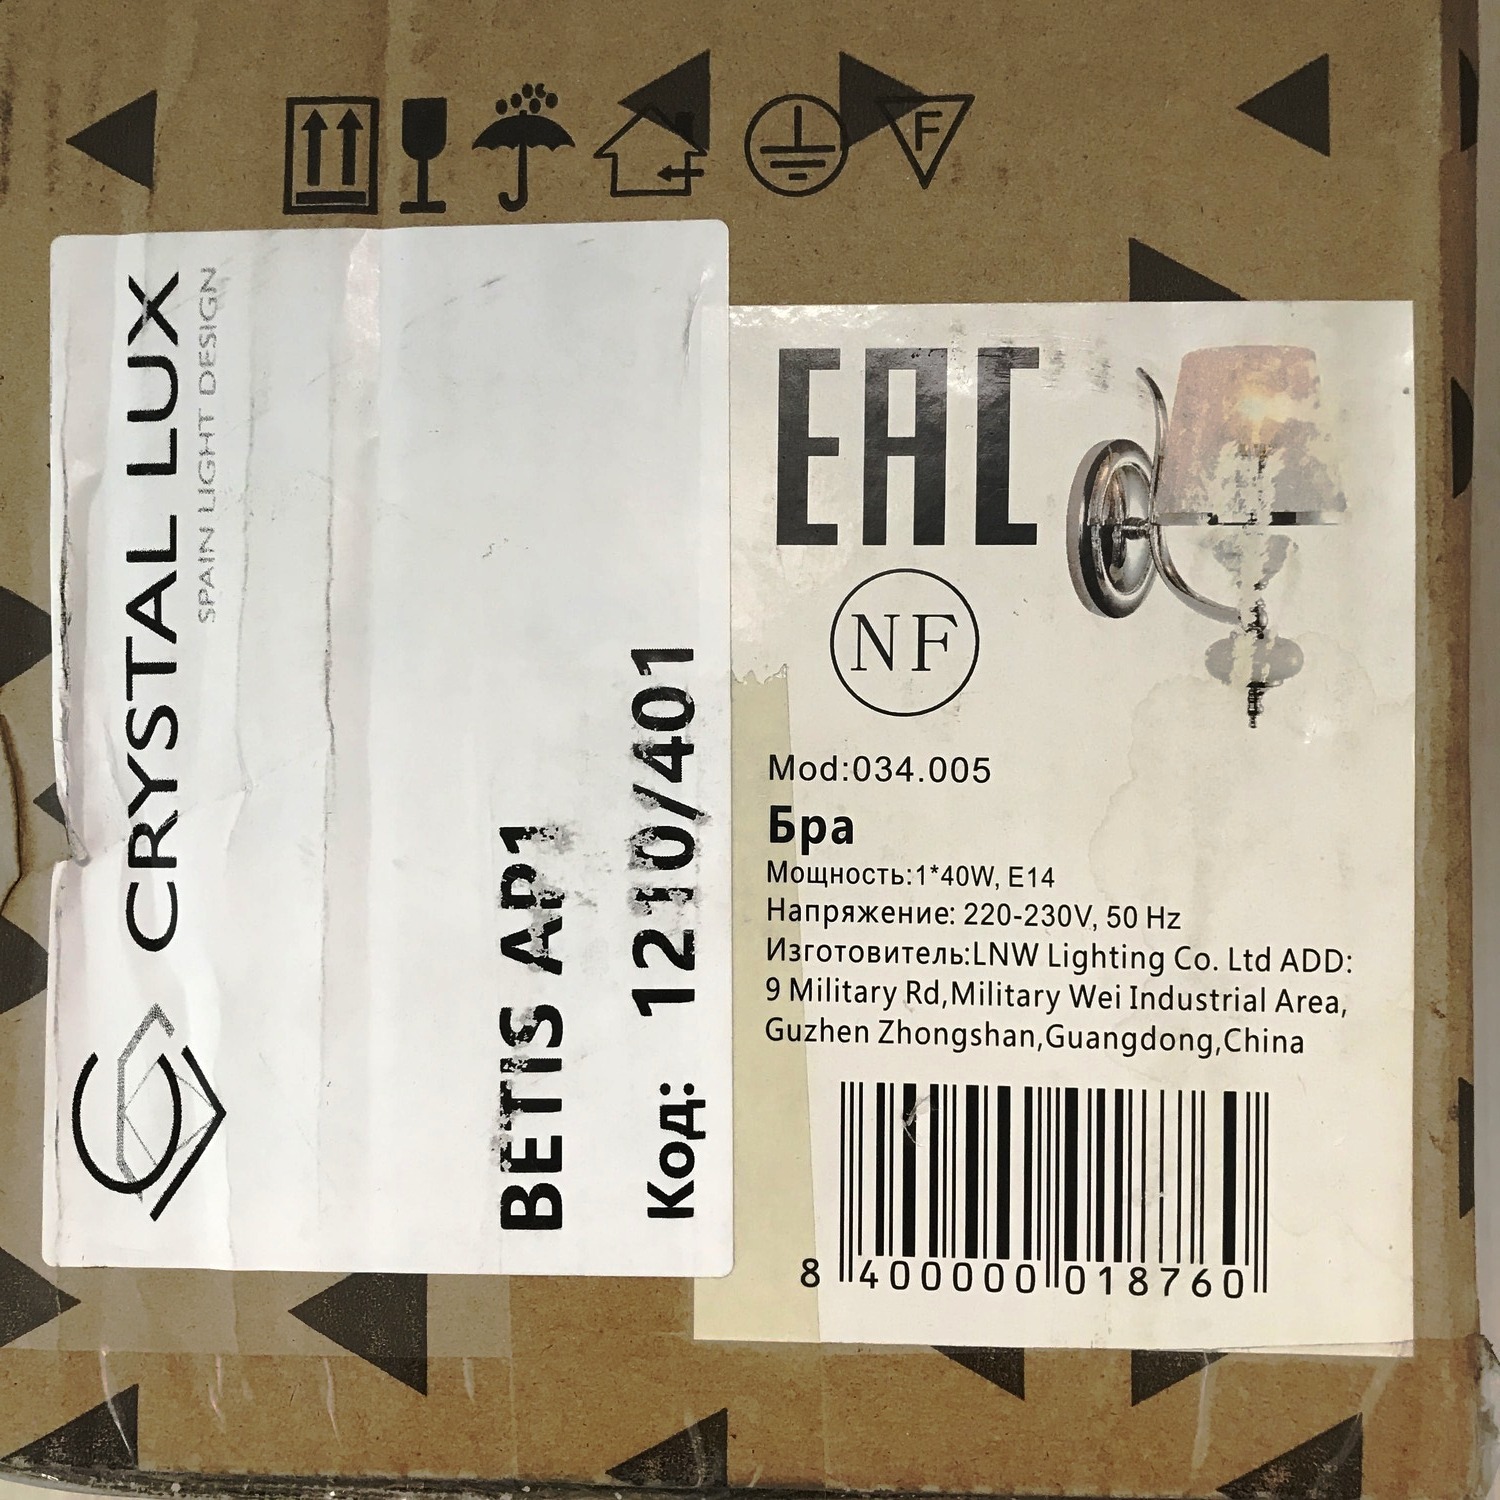 F
CRYSTAL LUX
SPAIN LIGHT DESIGN
BETIS AP1
Код: 1210/401
EAC
NF
Mod:034.005
Бра
Мощность:1*40W, E14
Напряжение: 220-230V, 50 Hz
Изготовитель:LNW Lighting Co. Ltd ADD:
9 Military Rd,Military Wei Industrial Area,
Guzhen Zhongshan,Guangdong,China
8 400000 018760